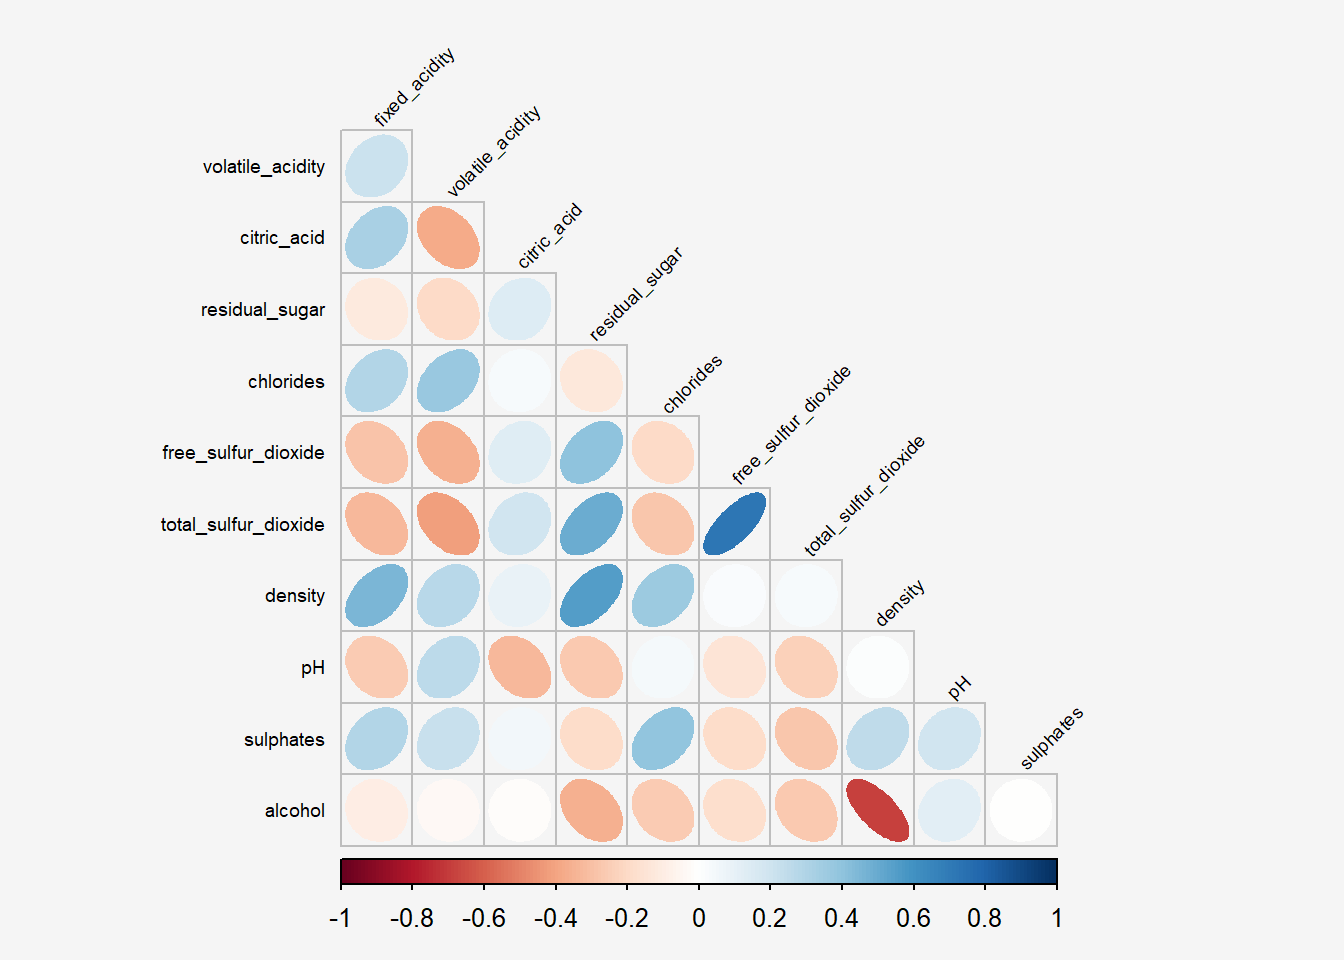 fixed_acidity
volatile_acidity
citric_acid
residual_sugar
chlorides
free_sulfur_dioxide
total_sulfur_dioxide
density
pH
sulphates
volatile_acidity
citric_acid
residual_sugar
chlorides
free_sulfur_dioxide
total_sulfur_dioxide
density
pH
sulphates
alcohol
-1 -0.8 -0.6 -0.4 -0.2 0 0.2 0.4 0.6 0.8 1